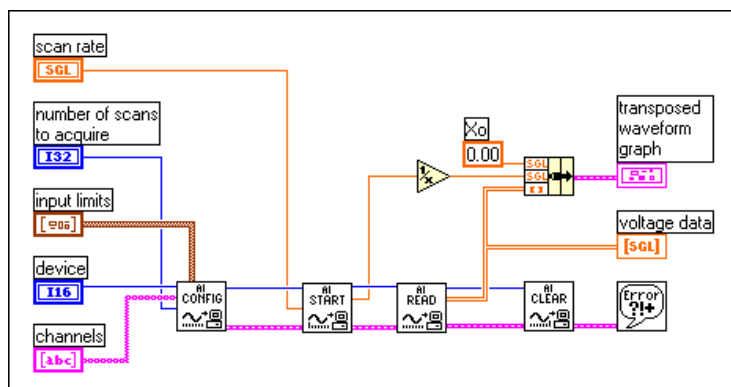 scan rate
SGL
number of scans
to acquire
I32
input limits
device
I16
channels
[abc]
AI
CONFIG
AI
START
AI
READ
AI
CLEAR
Error
?!+
1/x
Xo
0.00
SGL
SGL
[ ]
transposed
waveform
graph
voltage data
[SGL]